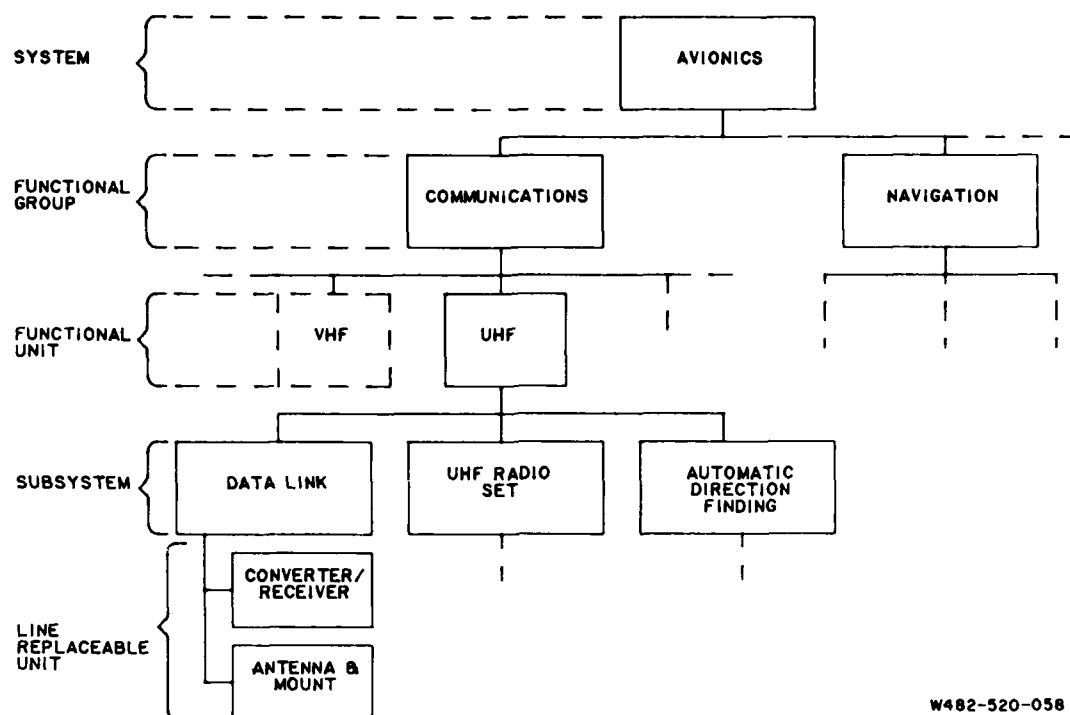 SYSTEM
AVIONICS
FUNCTIONAL
GROUP
COMMUNICATIONS
NAVIGATION
FUNCTIONAL
UNIT
VHF
UHF
SUBSYSTEM
DATA LINK
UHF RADIO
SET
AUTOMATIC
DIRECTION
FINDING
LINE
REPLACEABLE
UNIT
CONVERTER/
RECEIVER
ANTENNA &
MOUNT
W482-520-058